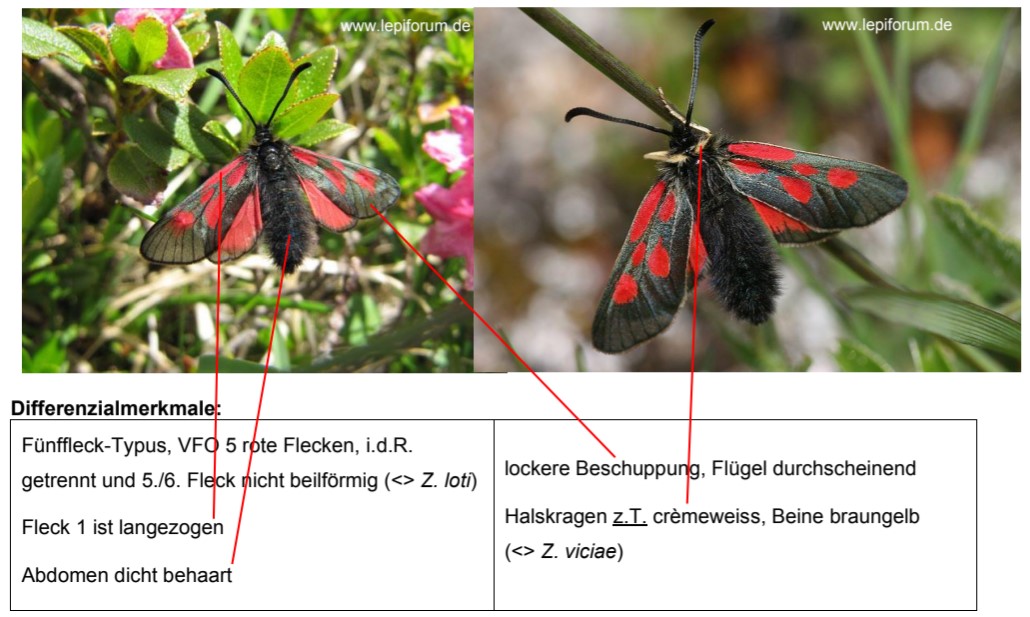 www.lepiforum.de
www.lepiforum.de
Differenzialmerkmale:
Fünffleck-Typus, VFO 5 rote Flecken, i.d.R.
getrennt und 5./6. Fleck nicht beilförmig (<> Z. loti)
Fleck 1 ist langezogen
Abdomen dicht behaart
lockere Beschuppung, Flügel durchscheinend
Halskragen z.T. crèmeweiss, Beine braungelb
(<> Z. viciae)